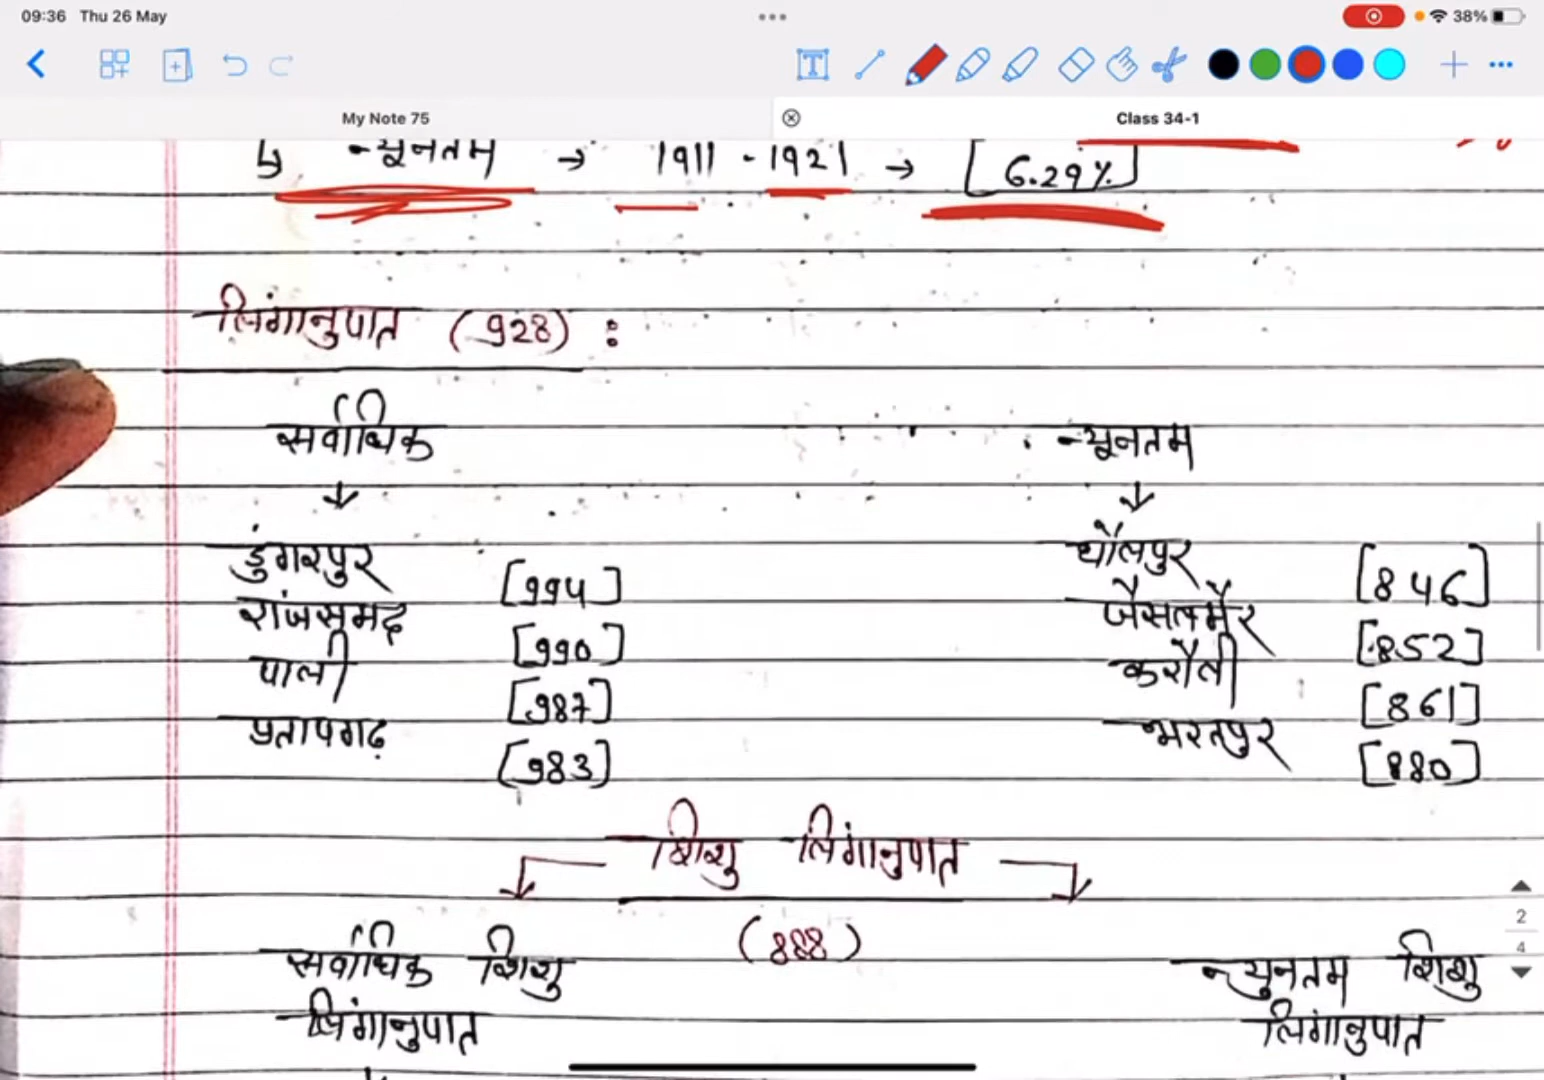 09:36 Thu 26 May
38%
My Note 75
Class 34-1
↳ न्यूनतम → 1911 - 1921 → [6.29%]
लिंगानुपात (928) :
सर्वाधिक न्यूनतम
↓ ↓
डुंगरपुर [994] धौलपुर [846]
राजसमंद [990] जैसलमेर [852]
पाली [987] करौली [861]
प्रतापगढ़ [983] भरतपुर [880]
शिशु लिंगानुपात
(888)
सर्वाधिक शिशु न्युनतम शिशु
लिंगानुपात लिंगानुपात
2
4